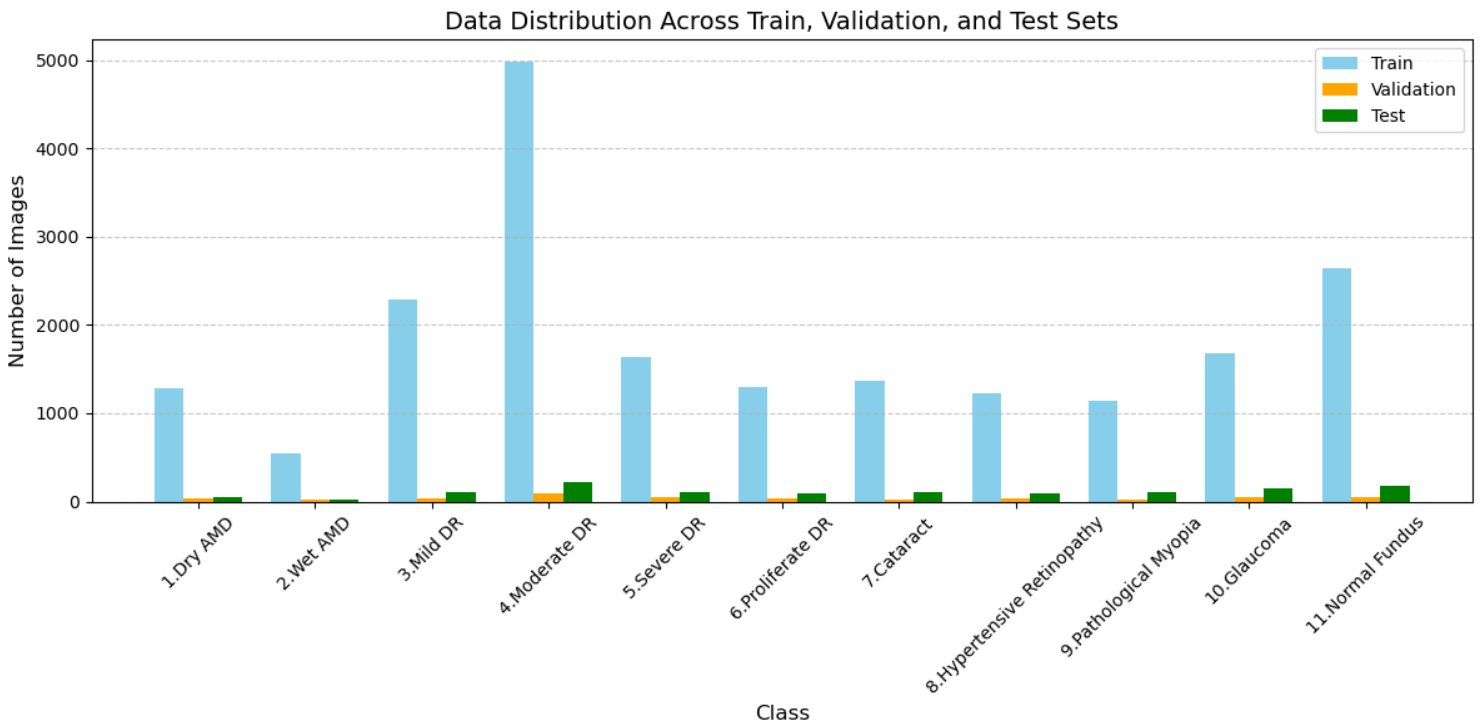 Data Distribution Across Train, Validation, and Test Sets
Train
Validation
Test
Number of Images
5000
4000
3000
2000
1000
0
1.Dry AMD
2.Wet AMD
3.Mild DR
4.Moderate DR
5.Severe DR
6.Proliferate DR
7.Cataract
8.Hypertensive Retinopathy
9.Pathological Myopia
10.Glaucoma
11.Normal Fundus
Class